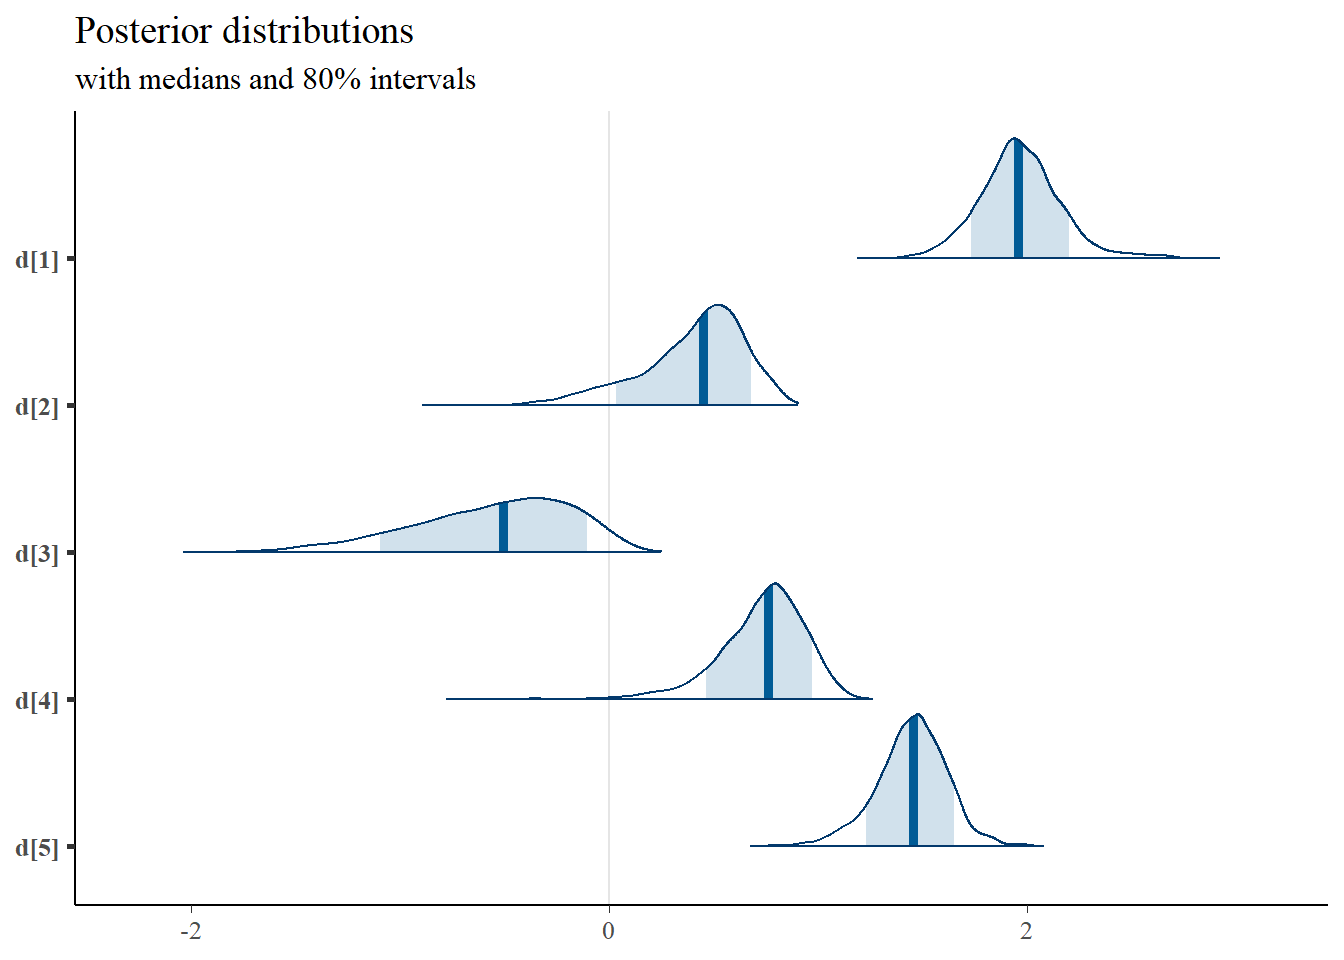 Posterior distributions
with medians and 80% intervals
d[1]
d[2]
d[3]
d[4]
d[5]
-2 0 2